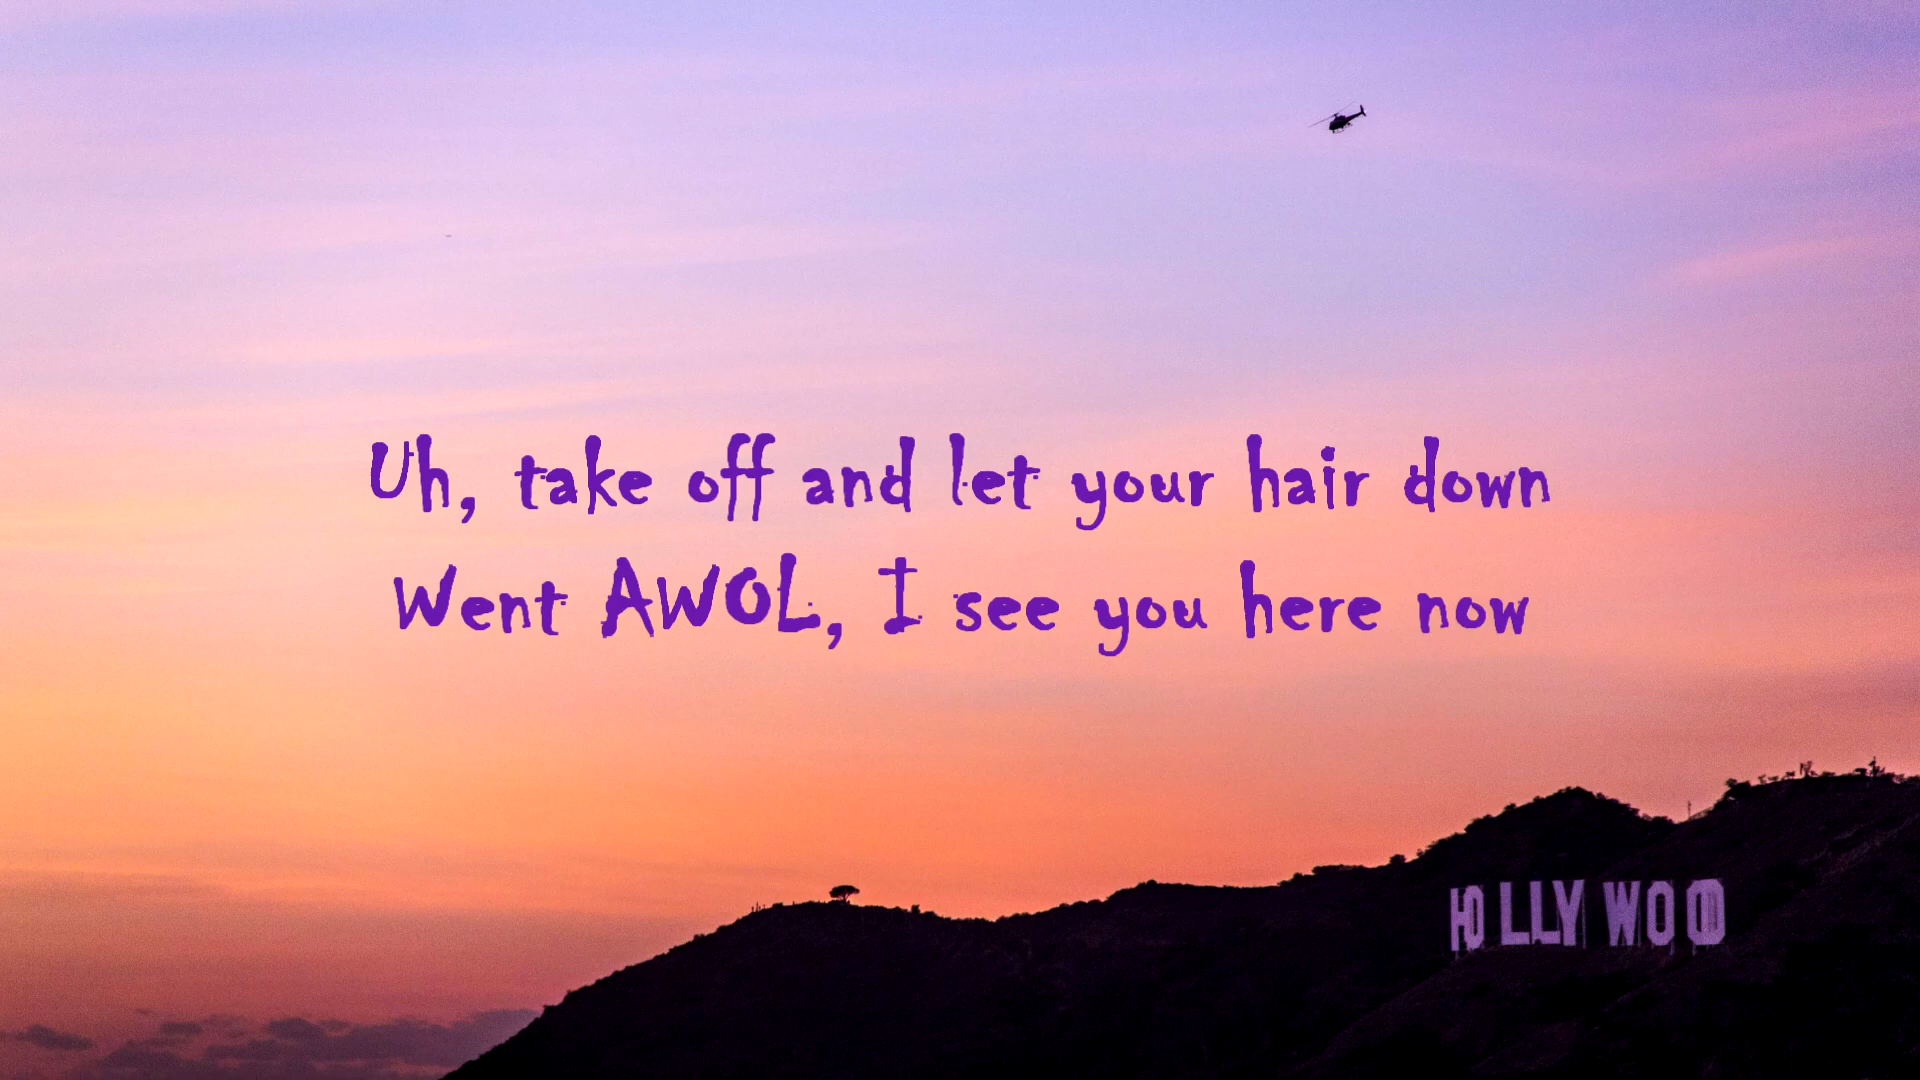 Uh, take off and let your hair down
Went AWOL, I see you here now
HOLLYWOOD